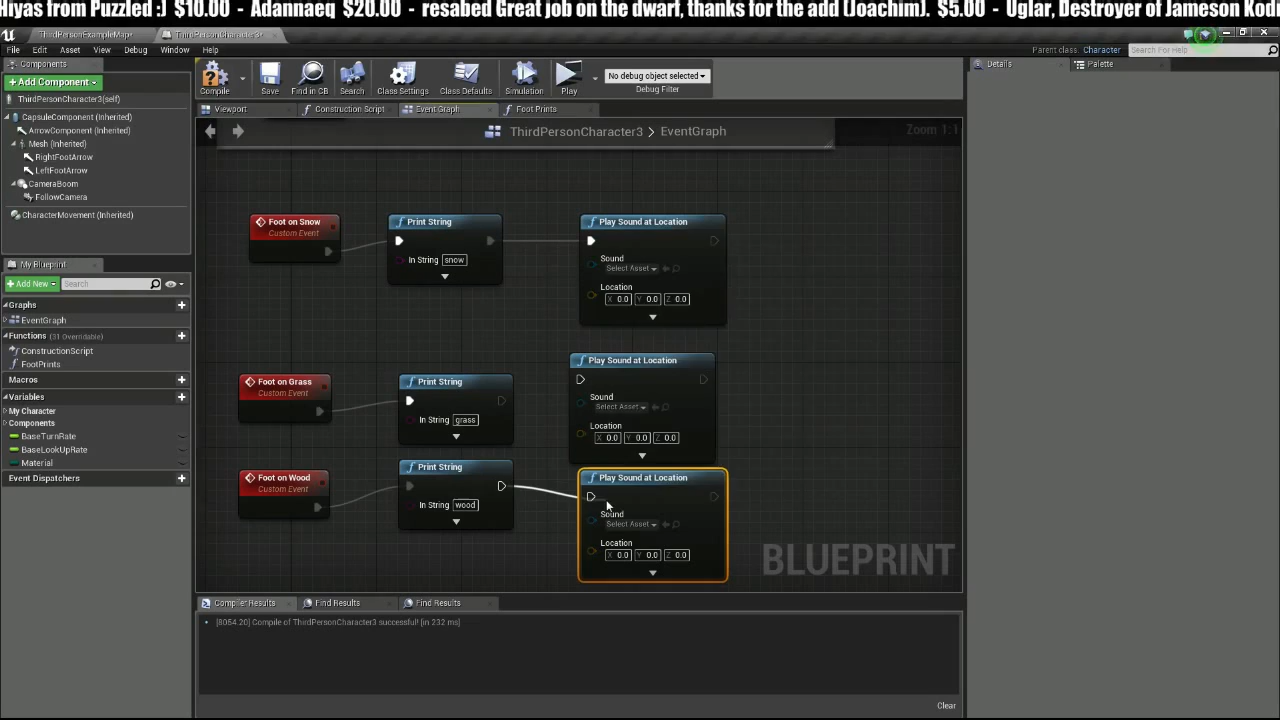 Hiyas from Puzzled :) $10.00 - Adannaeq $20.00 - resabed Great job on the dwarf, thanks for the add (Joachim). $5.00 - Uglar, Destroyer of Jameson Kod
ThirdPersonExampleMap*
ThirdPersonCharacter3*
File Edit Asset View Debug Window Help
Parent class: Character
Search For Help
Components
Details
Palette
+Add Component
ThirdPersonCharacter3(self)
CapsuleComponent (Inherited)
ArrowComponent (Inherited)
Mesh (Inherited)
RightFootArrow
LeftFootArrow
CameraBoom
FollowCamera
CharacterMovement (Inherited)
Compile
Save
Find in CB
Search
Class Settings
Class Defaults
Simulation
Play
No debug object selected
Debug Filter
Viewport
Construction Script
Event Graph
Foot Prints
ThirdPersonCharacter3 > EventGraph
Zoom 1:1
My Blueprint
+Add New
Search
Graphs
EventGraph
Functions (31 Overridable)
ConstructionScript
FootPrints
Macros
Variables
My Character
Components
BaseTurnRate
BaseLookUpRate
Material
Event Dispatchers
Foot on Snow
Custom Event
Print String
In String snow
Play Sound at Location
Sound
Select Asset
Location
X 0.0 Y 0.0 Z 0.0
Foot on Grass
Custom Event
Print String
In String grass
Play Sound at Location
Sound
Select Asset
Location
X 0.0 Y 0.0 Z 0.0
Foot on Wood
Custom Event
Print String
In String wood
Play Sound at Location
Sound
Select Asset
Location
X 0.0 Y 0.0 Z 0.0
BLUEPRINT
Compiler Results
Find Results
Find Results
[8054.20] Compile of ThirdPersonCharacter3 successful! [in 232 ms]
Clear